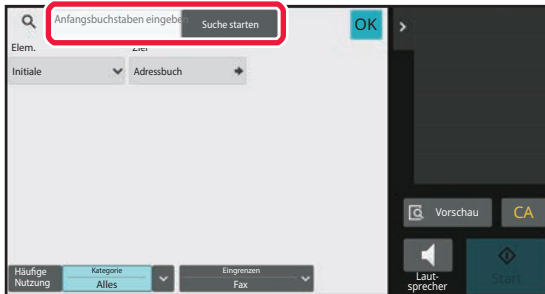 Anfangsbuchstaben eingeben
Suche starten
OK
Elem.
Ziel
Initiale
Adressbuch
Vorschau
CA
Häufige
Nutzung
Kategorie
Alles
Eingrenzen
Fax
Laut-
sprecher
Start